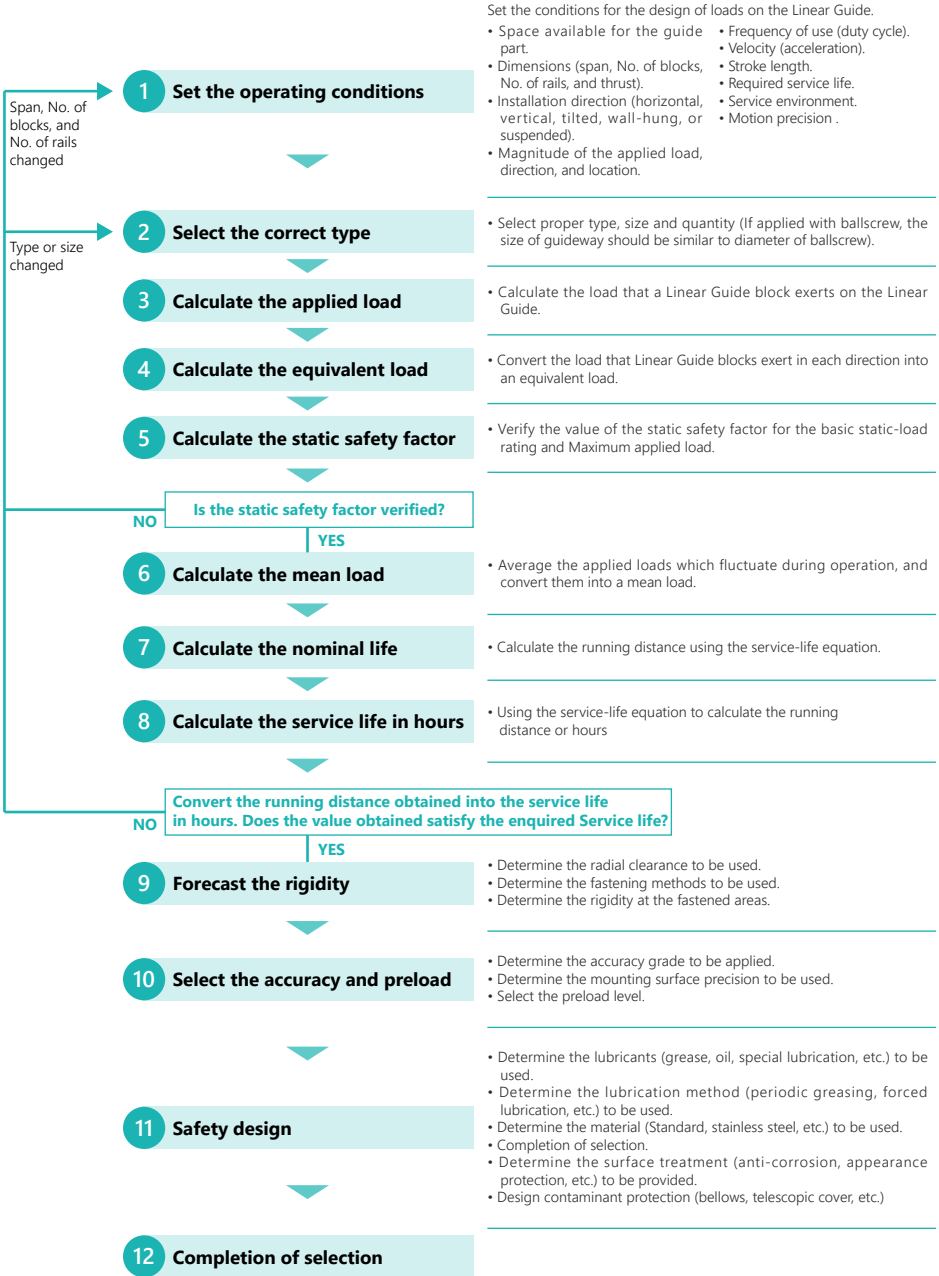 Set the conditions for the design of loads on the Linear Guide.
• Space available for the guide
part.
• Dimensions (span, No. of blocks,
No. of rails, and thrust).
• Installation direction (horizontal,
vertical, tilted, wall-hung, or
suspended).
• Magnitude of the applied load,
direction, and location.
• Frequency of use (duty cycle).
• Velocity (acceleration).
• Stroke length.
• Required service life.
• Service environment.
• Motion precision .
1 Set the operating conditions
Span, No. of
blocks, and
No. of rails
changed
2 Select the correct type
• Select proper type, size and quantity (If applied with ballscrew, the
size of guideway should be similar to diameter of ballscrew).
Type or size
changed
3 Calculate the applied load
• Calculate the load that a Linear Guide block exerts on the Linear
Guide.
4 Calculate the equivalent load
• Convert the load that Linear Guide blocks exert in each direction into
an equivalent load.
5 Calculate the static safety factor
• Verify the value of the static safety factor for the basic static-load
rating and Maximum applied load.
Is the static safety factor verified?
NO
YES
6 Calculate the mean load
• Average the applied loads which fluctuate during operation, and
convert them into a mean load.
7 Calculate the nominal life
• Calculate the running distance using the service-life equation.
8 Calculate the service life in hours
• Using the service-life equation to calculate the running
distance or hours
Convert the running distance obtained into the service life
in hours. Does the value obtained satisfy the enquired Service life?
NO
YES
9 Forecast the rigidity
• Determine the radial clearance to be used.
• Determine the fastening methods to be used.
• Determine the rigidity at the fastened areas.
10 Select the accuracy and preload
• Determine the accuracy grade to be applied.
• Determine the mounting surface precision to be used.
• Select the preload level.
11 Safety design
• Determine the lubricants (grease, oil, special lubrication, etc.) to be
used.
• Determine the lubrication method (periodic greasing, forced
lubrication, etc.) to be used.
• Determine the material (Standard, stainless steel, etc.) to be used.
• Completion of selection.
• Determine the surface treatment (anti-corrosion, appearance
protection, etc.) to be provided.
• Design contaminant protection (bellows, telescopic cover, etc.)
12 Completion of selection